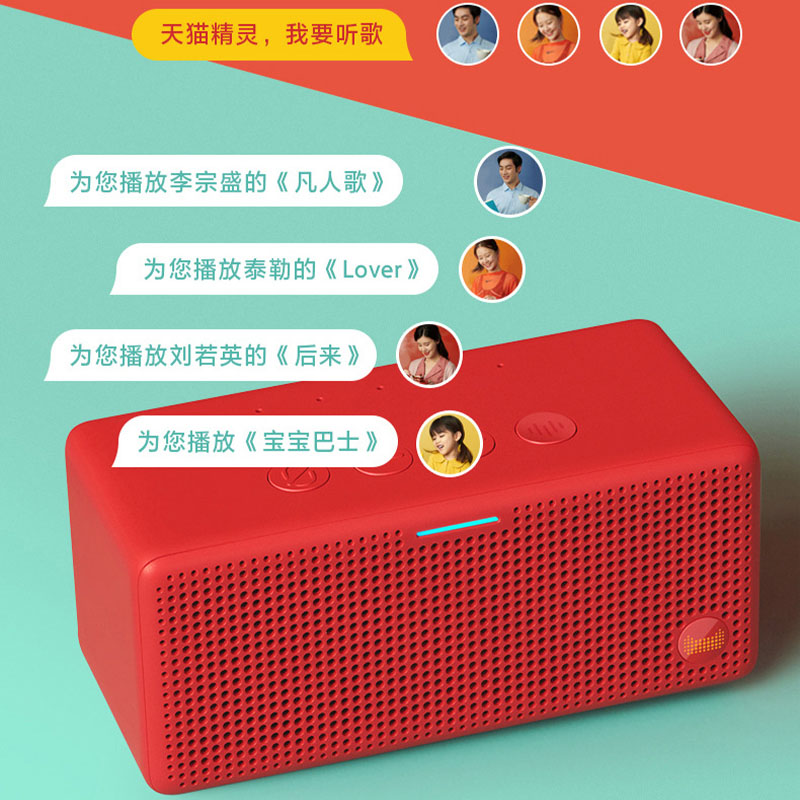 天猫精灵，我要听歌
为您播放李宗盛的《凡人歌》
为您播放泰勒的《Lover》
为您播放刘若英的《后来》
为您播放《宝宝巴士》